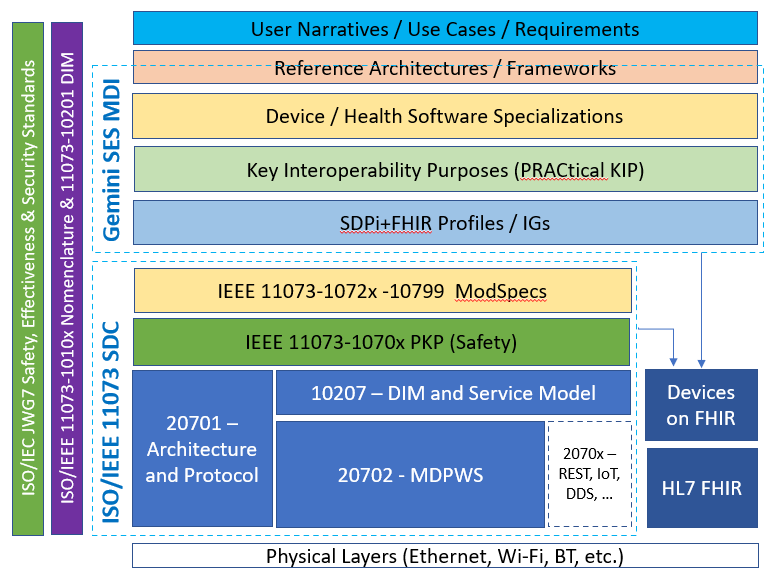 User Narratives / Use Cases / Requirements
Reference Architectures / Frameworks
Device / Health Software Specializations
Key Interoperability Purposes (PRACtical KIP)
SDPi+FHIR Profiles / IGs
Gemini SES MDI
ISO/IEC JWG7 Safety, Effectiveness & Security Standards
ISO/IEEE 11073-1010x Nomenclature & 11073-10201 DIM
ISO/IEEE 11073 SDC
IEEE 11073-1072x -10799 ModSpecs
IEEE 11073-1070x PKP (Safety)
20701 –
Architecture
and Protocol
10207 – DIM and Service Model
20702 - MDPWS
2070x –
REST, IoT,
DDS, ...
Devices
on FHIR
HL7 FHIR
Physical Layers (Ethernet, Wi-Fi, BT, etc.)